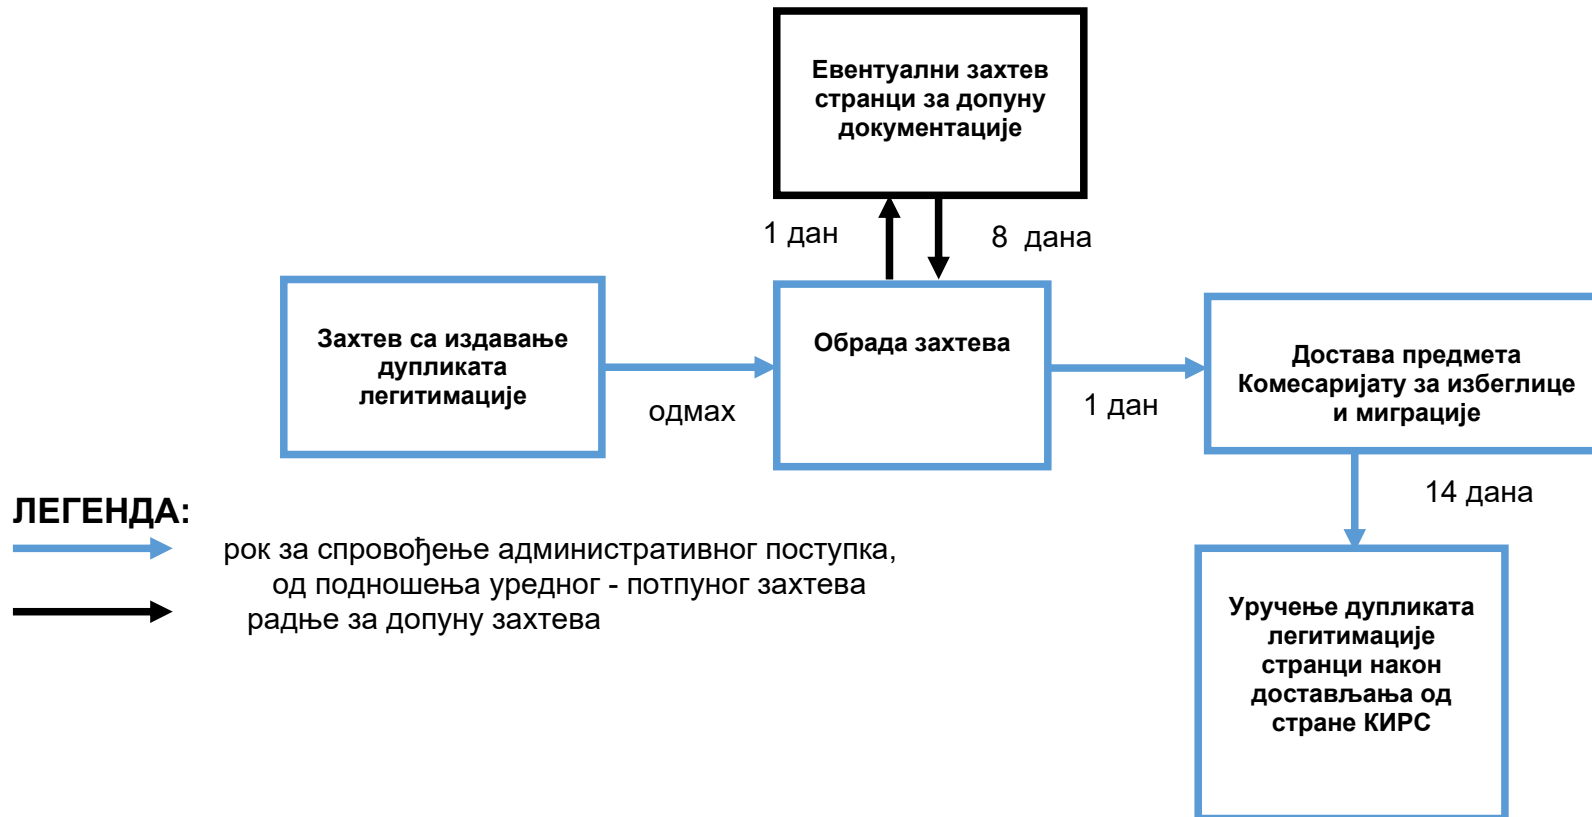 Евентуални захтев
странци за допуну
документације
1 дан
8 дана
Захтев са издавање
дупликата
легитимације
одмах
Обрада захтева
1 дан
Достава предмета
Комесаријату за избеглице
и миграције
14 дана
ЛЕГЕНДА:
рок за спровођење административног поступка,
од подношења уредног - потпуног захтева
радње за допуну захтева
Уручење дупликата
легитимације
странци након
достављања од
стране КИРС